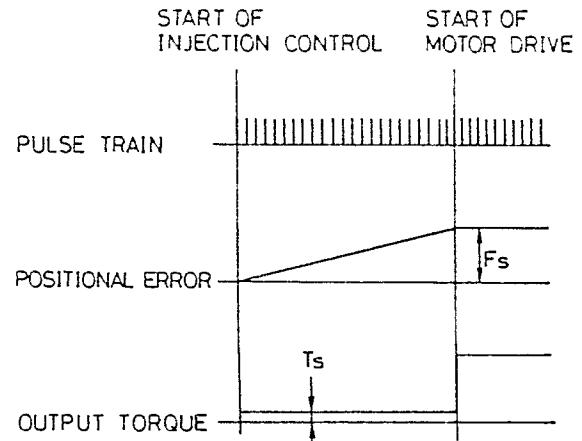 START OF
INJECTION CONTROL
START OF
MOTOR DRIVE
PULSE TRAIN
POSITIONAL ERROR
Fs
Ts
OUTPUT TORQUE